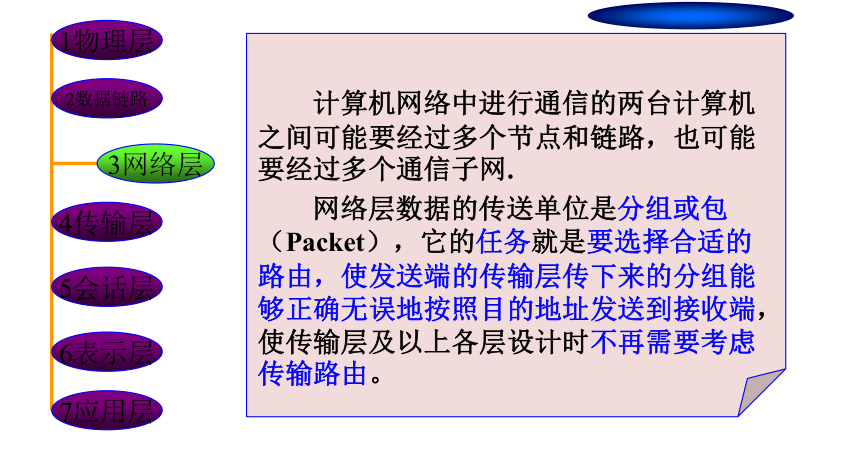 1物理层
2数据链路
3网络层
4传输层
5会话层
6表示层
7应用层
计算机网络中进行通信的两台计算机
之间可能要经过多个节点和链路，也可能
要经过多个通信子网.
网络层数据的传送单位是分组或包
（Packet），它的任务就是要选择合适的
路由，使发送端的传输层传下来的分组能
够正确无误地按照目的地址发送到接收端，
使传输层及以上各层设计时不再需要考虑
传输路由。